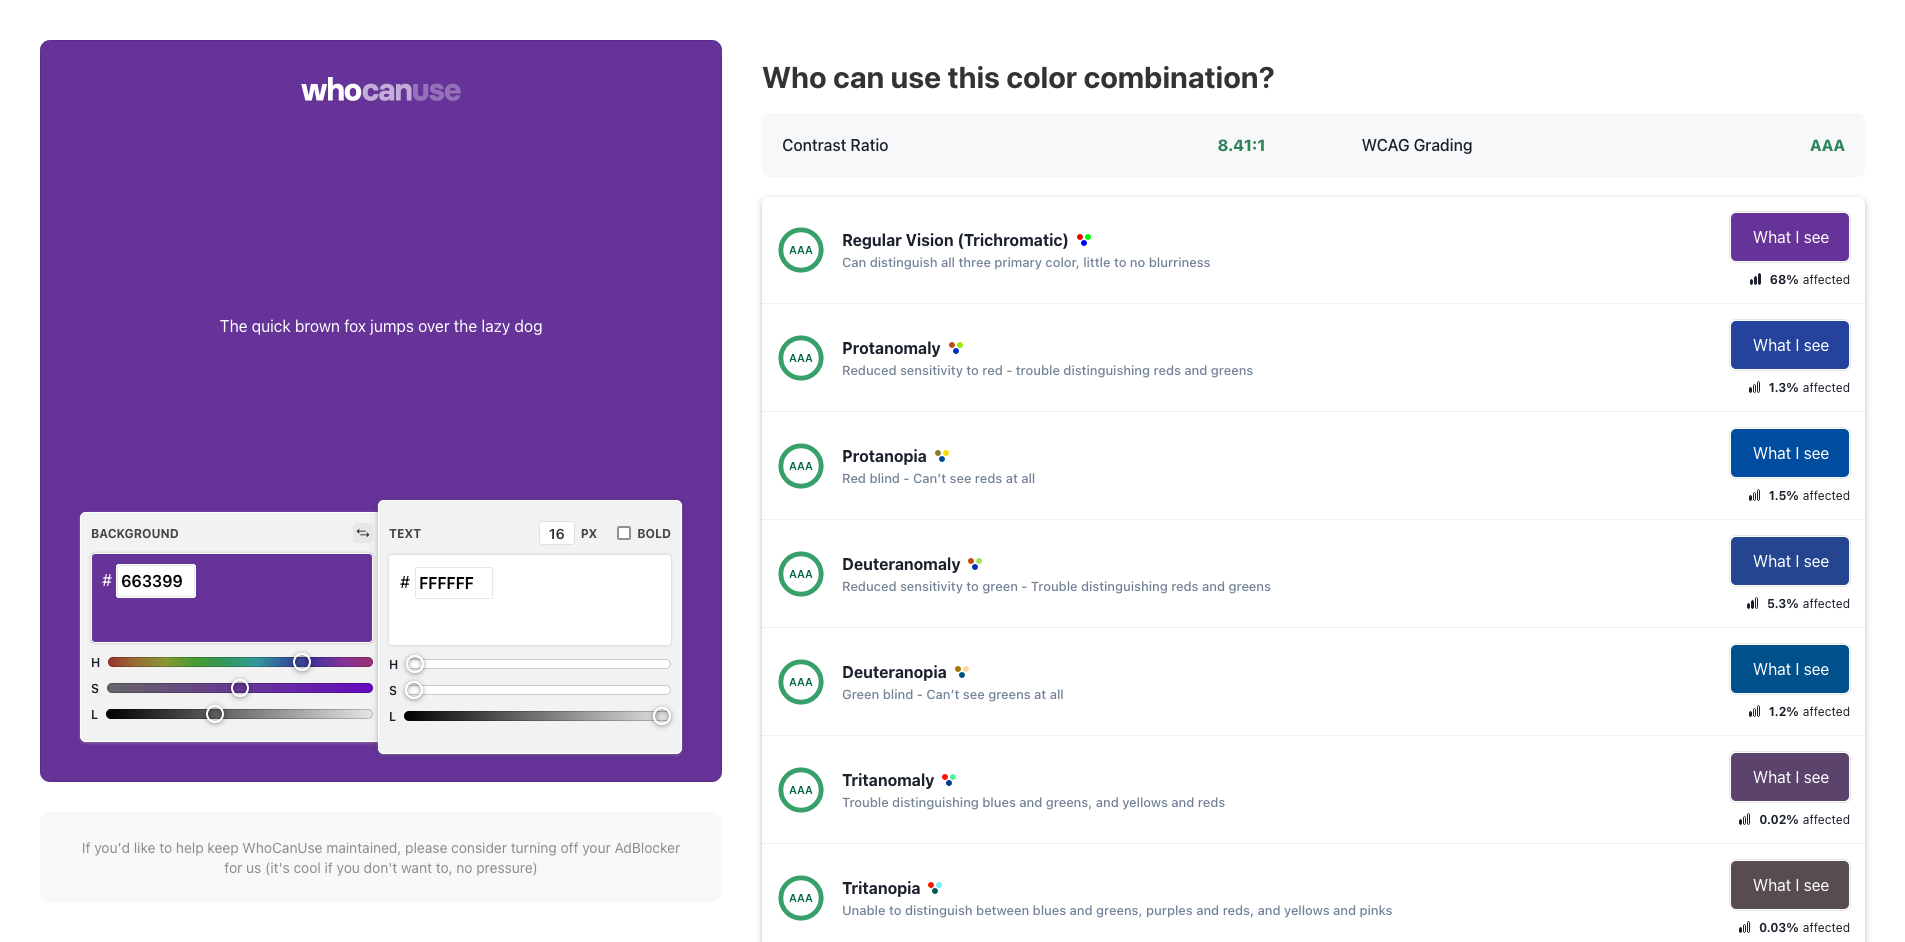 whocanuse
The quick brown fox jumps over the lazy dog
BACKGROUND
# 663399
H
S
L
TEXT
16 PX BOLD
# FFFFFF
H
S
L
If you'd like to help keep WhoCanUse maintained, please consider turning off your AdBlocker
for us (it's cool if you don't want to, no pressure)
Who can use this color combination?
Contrast Ratio 8.41:1 WCAG Grading AAA
AAA
Regular Vision (Trichromatic)
Can distinguish all three primary color, little to no blurriness
What I see
68% affected
AAA
Protanomaly
Reduced sensitivity to red - trouble distinguishing reds and greens
What I see
1.3% affected
AAA
Protanopia
Red blind - Can't see reds at all
What I see
1.5% affected
AAA
Deuteranomaly
Reduced sensitivity to green - Trouble distinguishing reds and greens
What I see
5.3% affected
AAA
Deuteranopia
Green blind - Can't see greens at all
What I see
1.2% affected
AAA
Tritanomaly
Trouble distinguishing blues and greens, and yellows and reds
What I see
0.02% affected
AAA
Tritanopia
Unable to distinguish between blues and greens, purples and reds, and yellows and pinks
What I see
0.03% affected